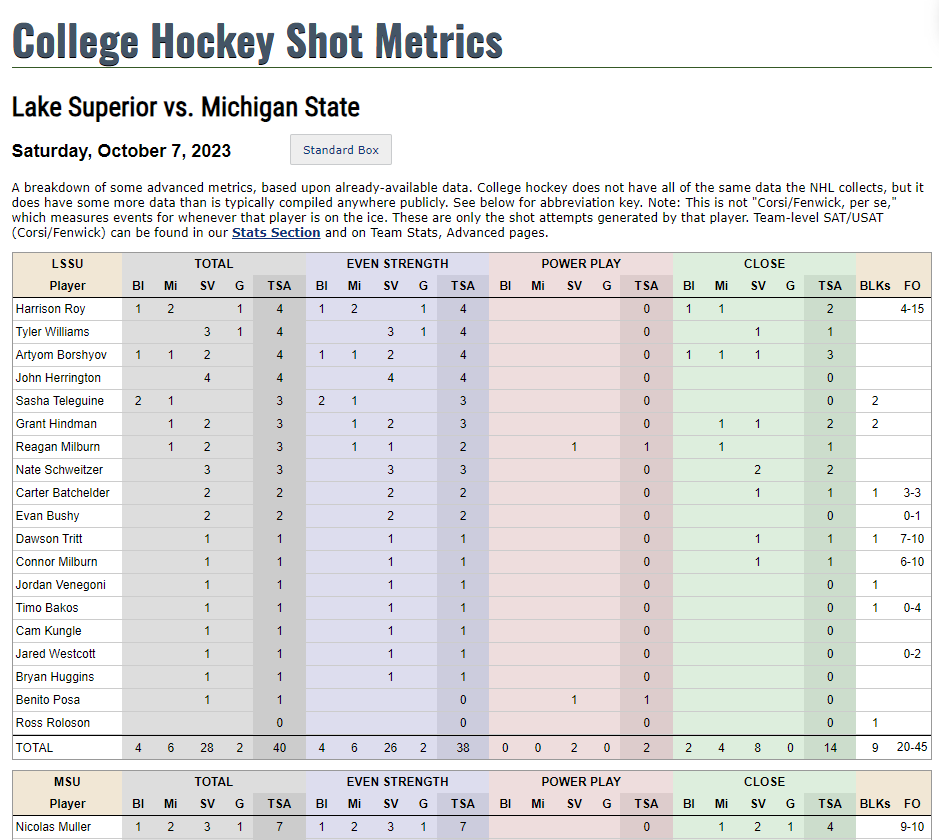 College Hockey Shot Metrics
Lake Superior vs. Michigan State
Saturday, October 7, 2023 Standard Box
A breakdown of some advanced metrics, based upon already-available data. College hockey does not have all of the same data the NHL collects, but it
does have some more data than is typically compiled anywhere publicly. See below for abbreviation key. Note: This is not "Corsi/Fenwick, per se,"
which measures events for whenever that player is on the ice. These are only the shot attempts generated by that player. Team-level SAT/USAT
(Corsi/Fenwick) can be found in our Stats Section and on Team Stats, Advanced pages.
LSSU TOTAL EVEN STRENGTH POWER PLAY CLOSE
Player Bl Mi SV G TSA Bl Mi SV G TSA Bl Mi SV G TSA Bl Mi SV G TSA BLKs FO
Harrison Roy 1 2 1 4 1 2 1 4 0 1 1 2 4-15
Tyler Williams 3 1 4 3 1 4 0 1 1
Artyom Borshyov 1 1 2 4 1 1 2 4 0 1 1 1 3
John Herrington 4 4 4 4 0 0
Sasha Teleguine 2 1 3 2 1 3 0 0 2
Grant Hindman 1 2 3 1 2 3 0 1 1 2 2
Reagan Milburn 1 2 3 1 1 2 1 1 1 1
Nate Schweitzer 3 3 3 3 0 2 2
Carter Batchelder 2 2 2 2 0 1 1 1 3-3
Evan Bushy 2 2 2 2 0 0 0-1
Dawson Tritt 1 1 1 1 0 1 1 1 7-10
Connor Milburn 1 1 1 1 0 1 1 6-10
Jordan Venegoni 1 1 1 1 0 0 1
Timo Bakos 1 1 1 1 0 0 1 0-4
Cam Kungle 1 1 1 1 0 0
Jared Westcott 1 1 1 1 0 0 0-2
Bryan Huggins 1 1 1 1 0 0
Benito Posa 1 1 0 1 1 0
Ross Roloson 0 0 0 0 1
TOTAL 4 6 28 2 40 4 6 26 2 38 0 0 2 0 2 2 4 8 0 14 9 20-45
MSU TOTAL EVEN STRENGTH POWER PLAY CLOSE
Player Bl Mi SV G TSA Bl Mi SV G TSA Bl Mi SV G TSA Bl Mi SV G TSA BLKs FO
Nicolas Muller 1 2 3 1 7 1 2 3 1 7 0 1 2 1 4 9-10